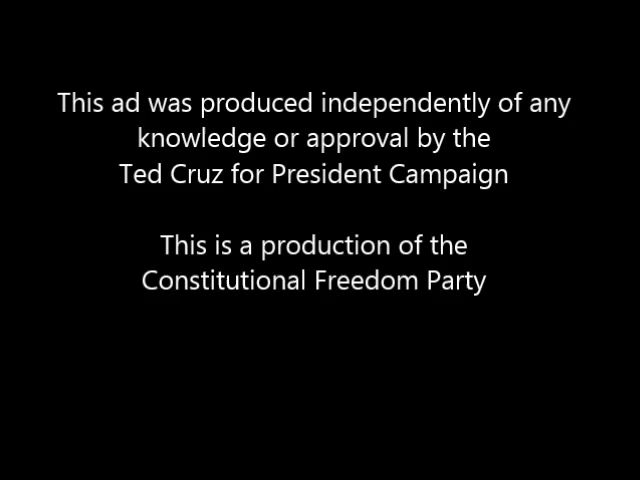 This ad was produced independently of any
knowledge or approval by the
Ted Cruz for President Campaign
This is a production of the
Constitutional Freedom Party